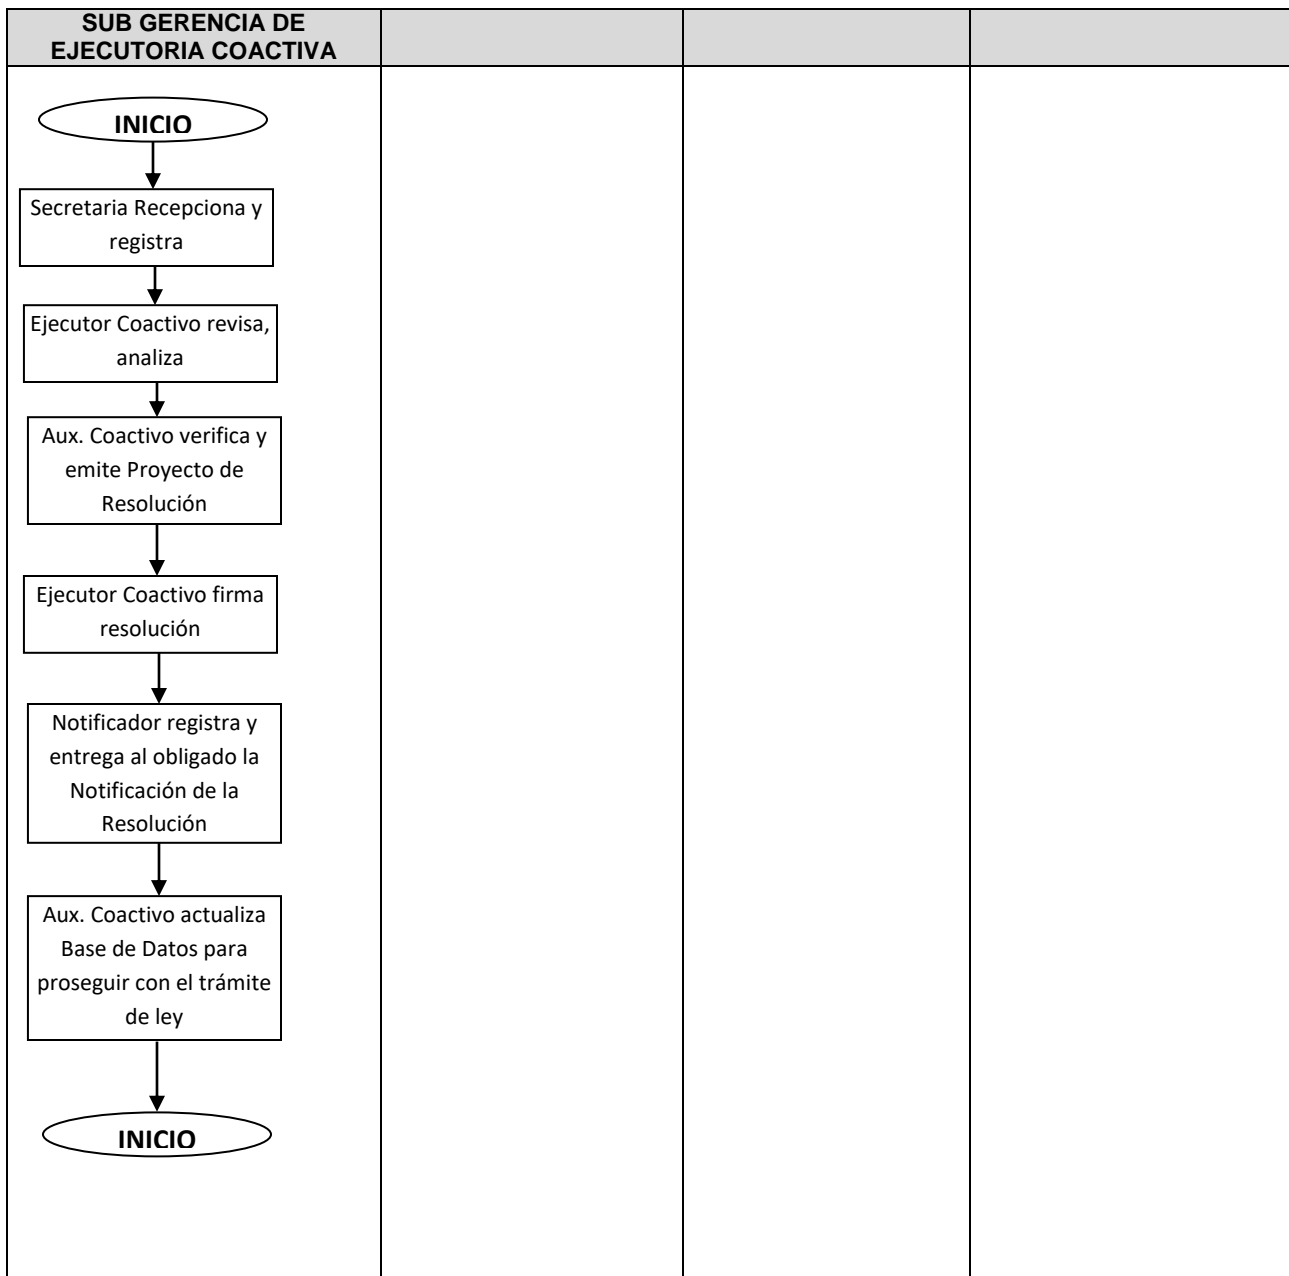 SUB GERENCIA DE
EJECUTORIA COACTIVA
INICIO
Secretaria Recepciona y
registra
Ejecutor Coactivo revisa,
analiza
Aux. Coactivo verifica y
emite Proyecto de
Resolución
Ejecutor Coactivo firma
resolución
Notificador registra y
entrega al obligado la
Notificación de la
Resolución
Aux. Coactivo actualiza
Base de Datos para
proseguir con el trámite
de ley
INICIO